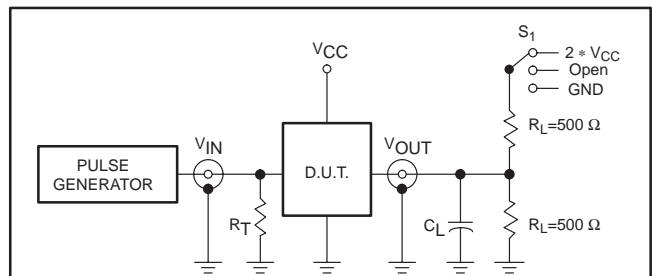 S1
2 * VCC
Open
GND
VCC
RL=500 Ω
VIN
VOUT
PULSE
GENERATOR
D.U.T.
RT
CL
RL=500 Ω